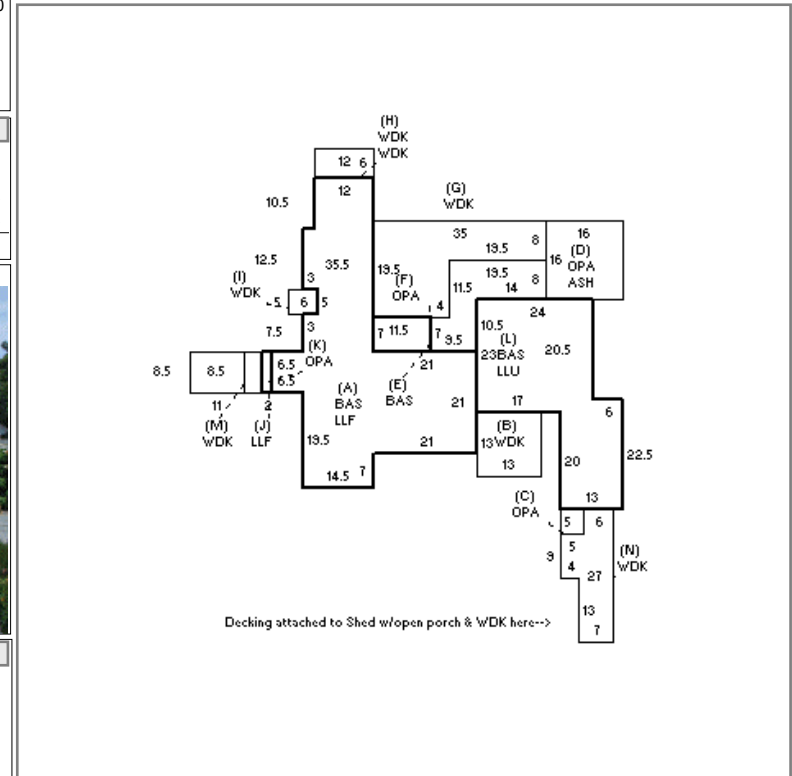 (H)
WDK
WDK
12 6
12
(G)
WDK
10.5
35
16
8
19.5
(D)
OPA
ASH
16
12.5
35.5
19.5
19.5
8
(F)
OPA
(I)
WDK
3
11.5
14
4
5
6
5
24
7.5
3
7
11.5
7
9.5
10.5
(L)
23BAS
LLU
20.5
(K)
OPA
8.5
8.5
6.5
6.5
21
(A)
BAS
LLF
(E)
BAS
21
17
6
11
2
(M)
WDK
(J)
LLF
19.5
21
(B)
13WDK
13
20
22.5
14.5
7
13
(C)
OPA
5
6
9
5
4
27
(N)
WDK
13
7
Decking attached to Shed w/open porch & WDK here-->